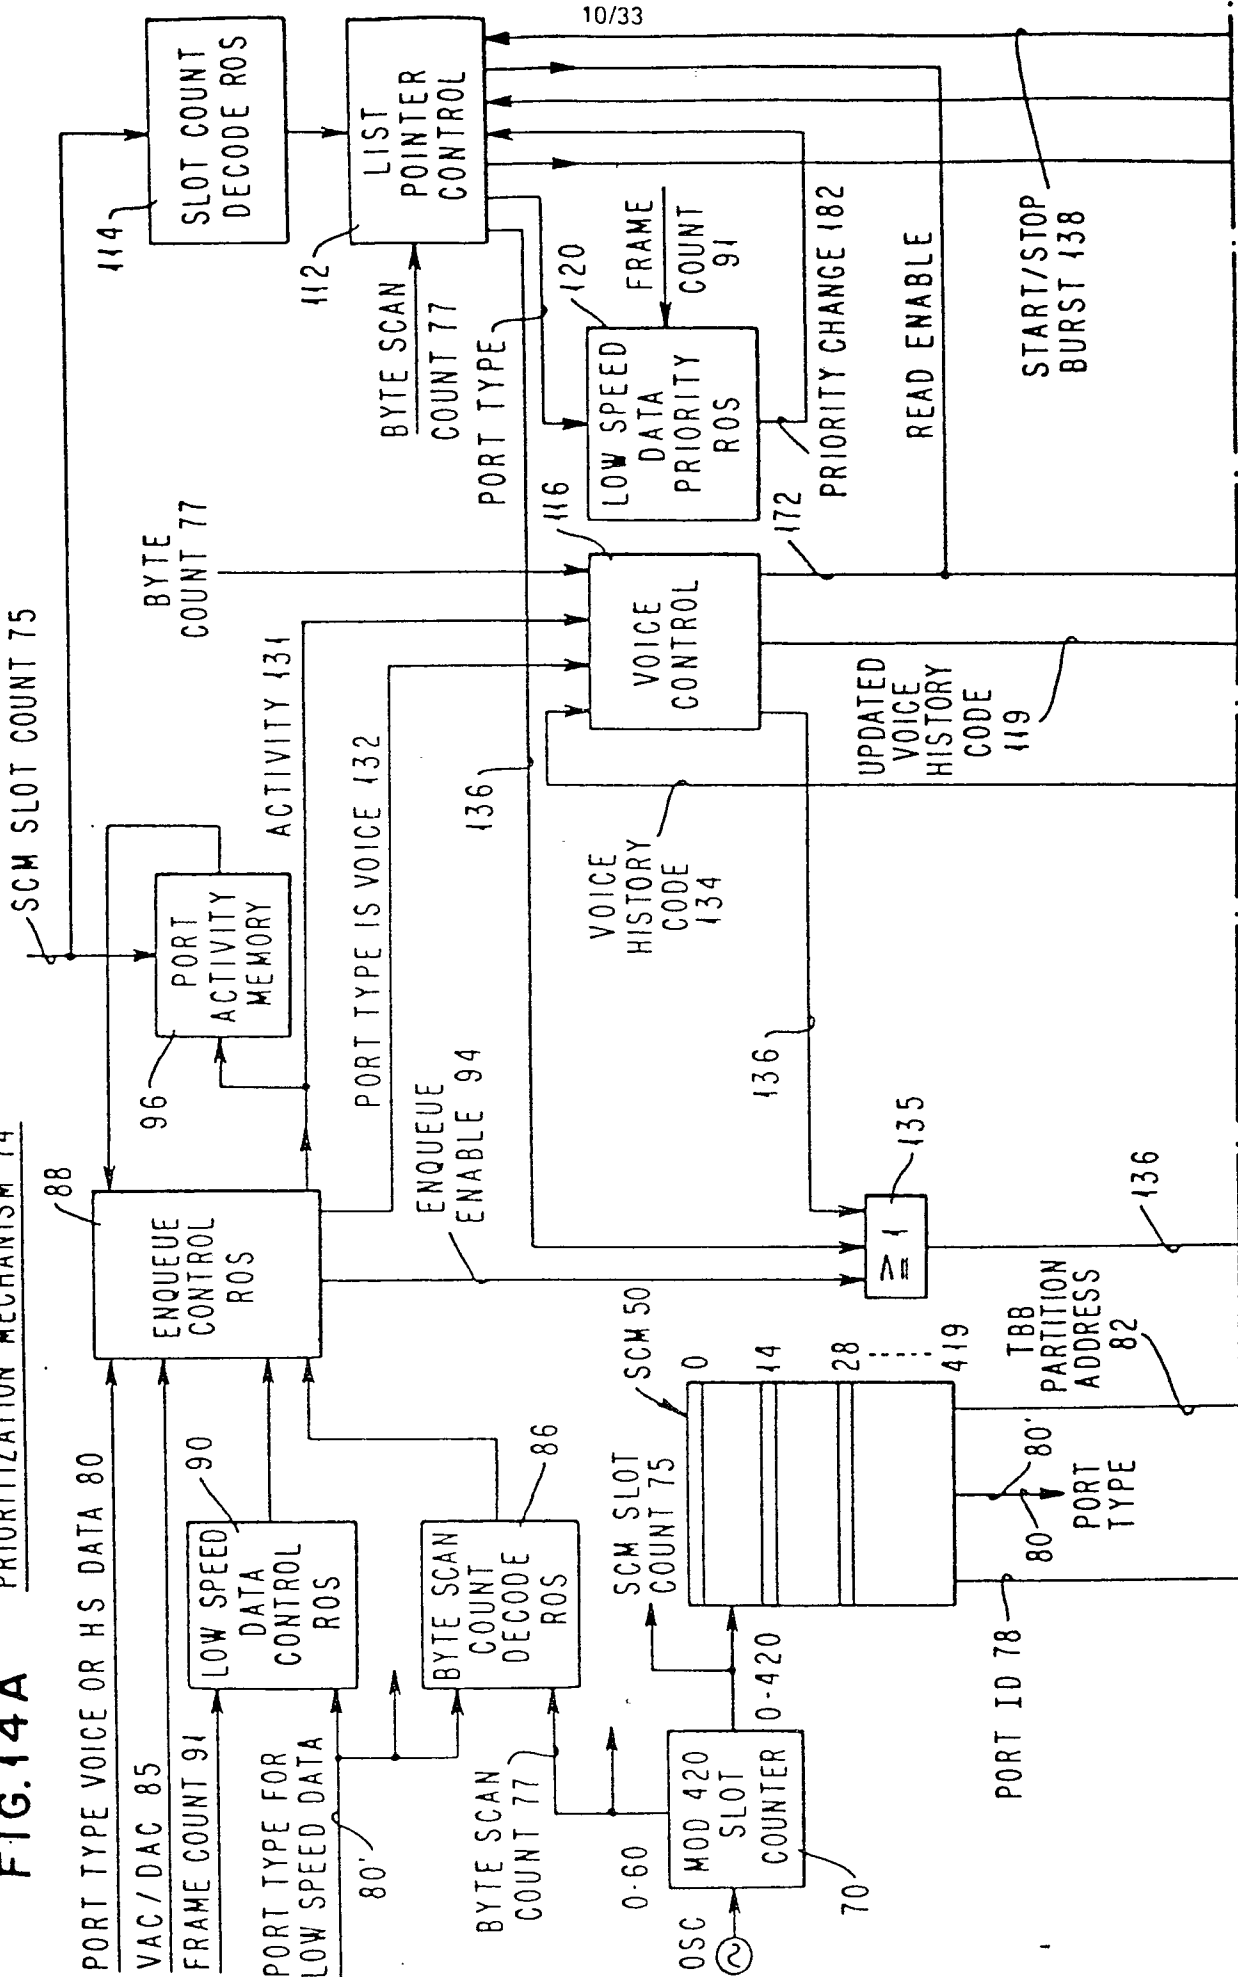 10/33
FIG. 14A
PRIORITIZATION MECHANISM 74
PORT TYPE VOICE OR HS DATA 80
VAC/DAC 85
FRAME COUNT 91
PORT TYPE FOR
LOW SPEED DATA
80'
LOW SPEED
DATA
CONTROL
ROS
90
BYTE SCAN
COUNT
DECODE
ROS
86
BYTE SCAN
COUNT 77
0-60
OSC
MOD 420
SLOT
COUNTER
70
0-420
SCM SLOT
COUNT 75
SCM 50
0
14
28
419
PORT ID 78
80
80'
PORT
TYPE
TBB
PARTITION
ADDRESS
82
ENQUEUE
CONTROL
ROS
88
ENQUEUE
ENABLE 94
≥ 1
135
136
SCM SLOT COUNT 75
PORT
ACTIVITY
MEMORY
96
ACTIVITY 131
PORT TYPE IS VOICE 132
136
136
BYTE
COUNT 77
VOICE
CONTROL
116
VOICE
HISTORY
CODE
134
UPDATED
VOICE
HISTORY
CODE
119
172
SLOT COUNT
DECODE ROS
114
LIST
POINTER
CONTROL
112
BYTE SCAN
COUNT 77
PORT TYPE
LOW SPEED
DATA
PRIORITY
ROS
120
FRAME
COUNT
91
PRIORITY CHANGE 182
READ ENABLE
START/STOP
BURST 138